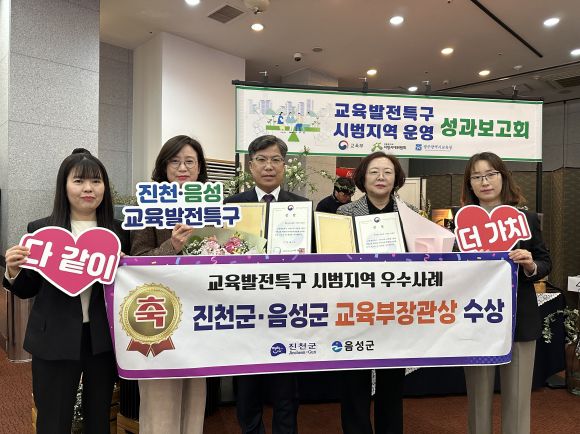 교육발전특구
시범지역 운영 성과보고회
교육부
진천·음성
교육발전특구
다 같이
더 가치
교육발전특구 시범지역 우수사례
축
진천군·음성군 교육부장관상 수상
진천군
Jincheon-Gun
음성군